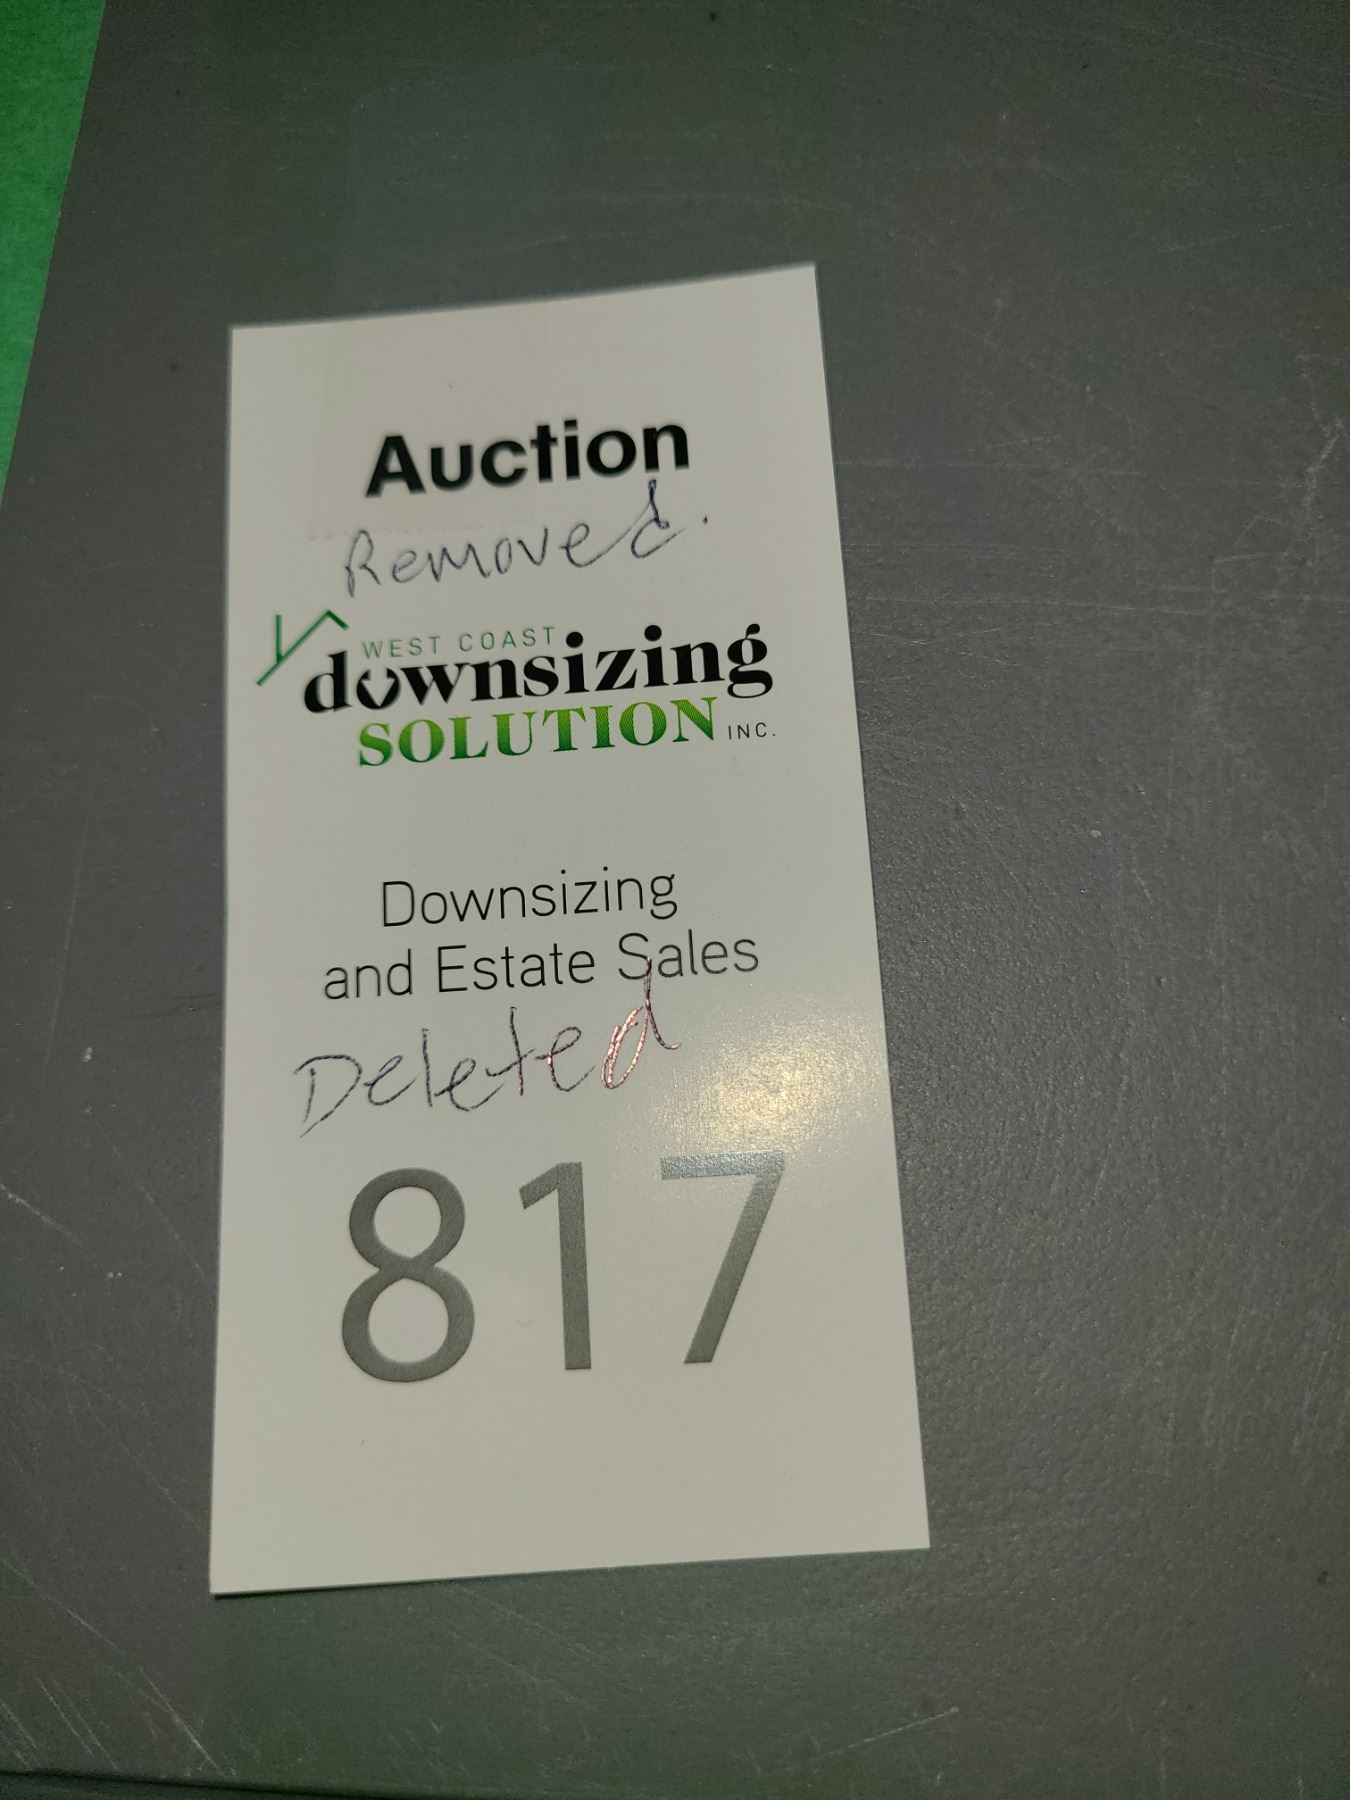 Auction
Removed.
WEST COAST
downsizing
SOLUTION INC.
Downsizing
and Estate Sales
Deleted
817